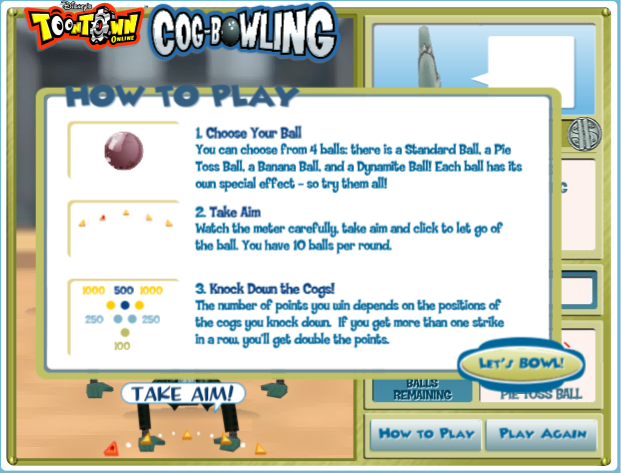 Disney's
TOONTOWN
ONLINE
COG-BOWLING
HOW TO PLAY
1. Choose Your Ball
You can choose from 4 balls: there is a Standard Ball, a Pie
Toss Ball, a Banana Ball, and a Dynamite Ball! Each ball has its
own special effect - so try them all!
2. Take Aim
Watch the meter carefully, take aim and click to let go of
the ball. You have 10 balls per round.
1000 500 1000
250 250
100
3. Knock Down the Cogs!
The number of points you win depends on the positions of
the cogs you knock down. If you get more than one strike
in a row, you'll get double the points.
LET'S BOWL!
TAKE AIM!
BALLS
REMAINING
PIE TOSS BALL
HOW TO PLAY
PLAY AGAIN